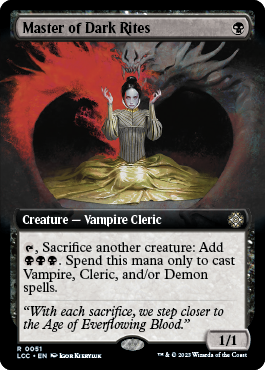 Master of Dark Rites
Creature — Vampire Cleric
, Sacrifice another creature: Add
. Spend this mana only to cast
Vampire, Cleric, and/or Demon
spells.
“With each sacrifice, we step closer to
the Age of Everflowing Blood.”
1/1
R 0051
LCC • EN Igor Kieryluk
™ & © 2023 Wizards of the Coast